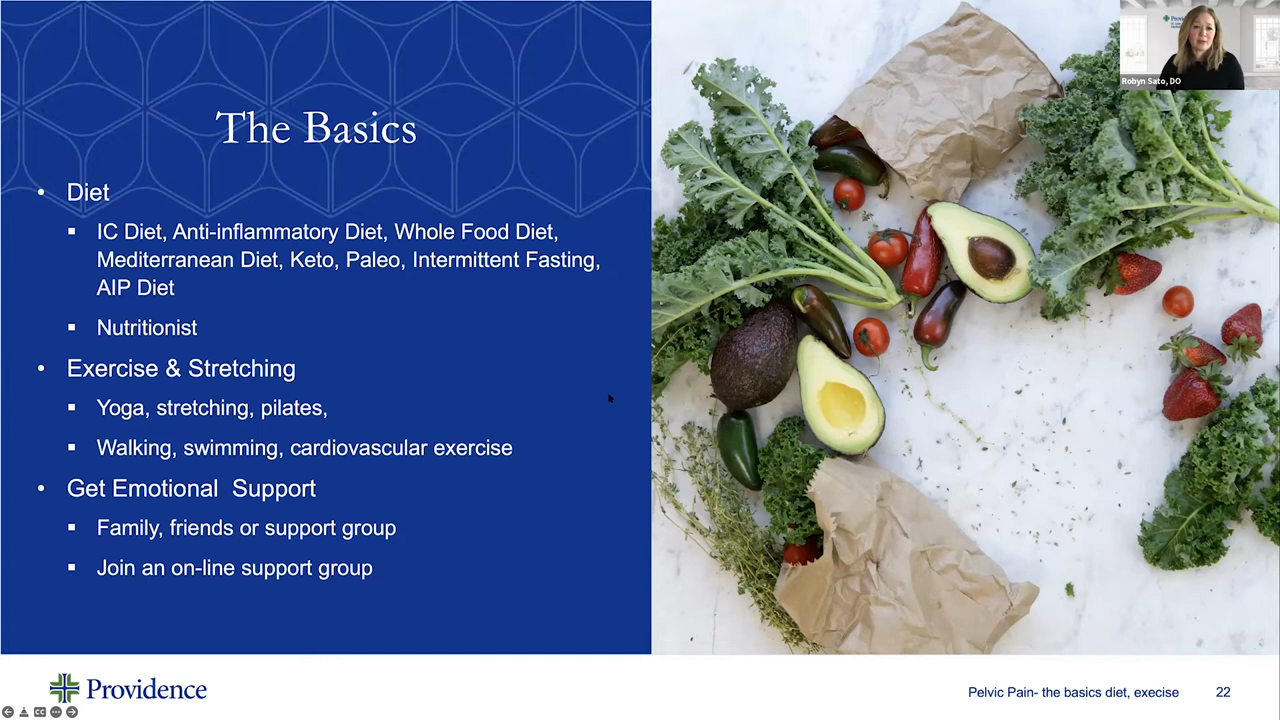 Robyn Sato, DO
The Basics
• Diet
▪ IC Diet, Anti-inflammatory Diet, Whole Food Diet,
Mediterranean Diet, Keto, Paleo, Intermittent Fasting,
AIP Diet
▪ Nutritionist
• Exercise & Stretching
▪ Yoga, stretching, pilates,
▪ Walking, swimming, cardiovascular exercise
• Get Emotional  Support
▪ Family, friends or support group
▪ Join an on-line support group
Providence
Pelvic Pain- the basics diet, execise 22